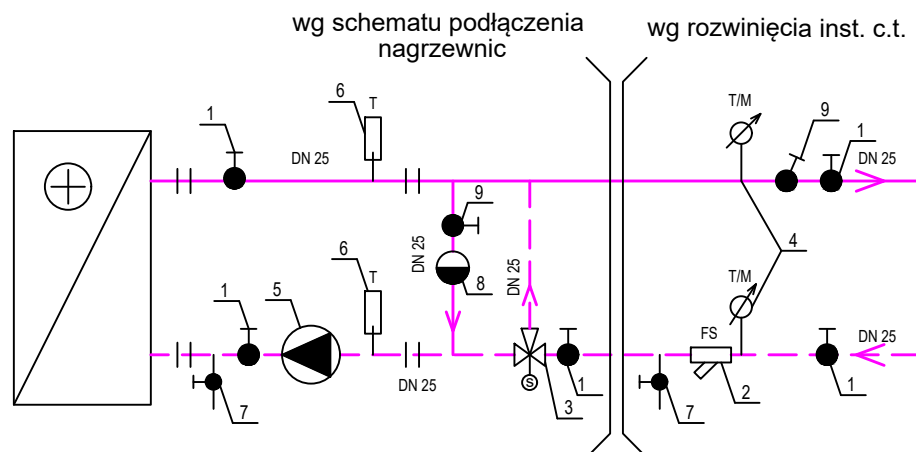 wg schematu podłączenia
nagrzewnic
wg rozwinięcia inst. c.t.
1
6
T
DN 25
T/M
9
1
DN 25
9
DN 25
8
DN 25
4
6
T
1
5
T/M
FS
DN 25
7
DN 25
S
3
1
7
2
1